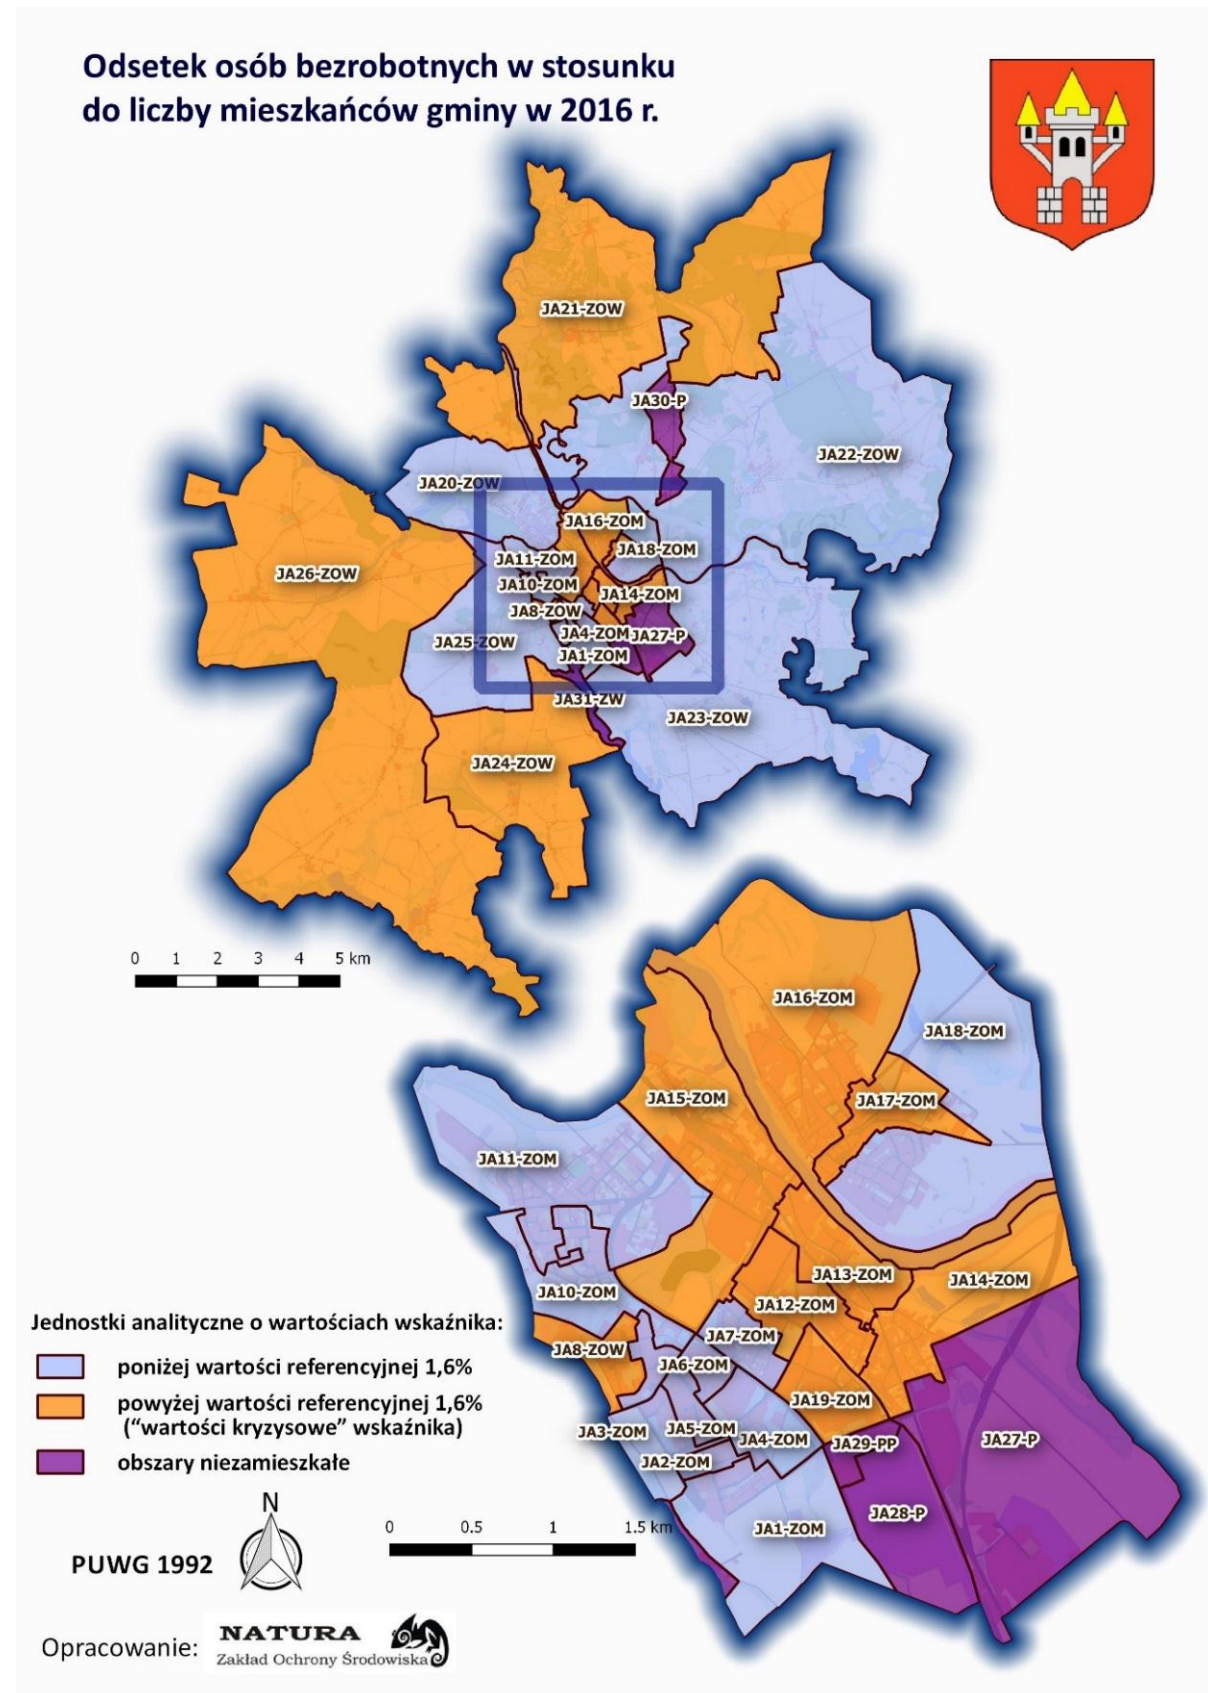 Odsetek osób bezrobotnych w stosunku
do liczby mieszkańców gminy w 2016 r.
JA21-ZOW
JA30-P
JA22-ZOW
JA20-ZOW
JA16-ZOM
JA18-ZOM
JA11-ZOM
JA26-ZOW
JA10-ZOM
JA14-ZOM
JA8-ZOW
JA4-ZOM
JA27-P
JA25-ZOW
JA1-ZOM
JA31-ZW
JA23-ZOW
JA24-ZOW
0 1 2 3 4 5 km
JA16-ZOM
JA18-ZOM
JA15-ZOM
JA17-ZOM
JA11-ZOM
JA13-ZOM
JA14-ZOM
JA10-ZOM
JA12-ZOM
JA7-ZOM
JA8-ZOW
JA6-ZOM
JA19-ZOM
JA3-ZOM
JA5-ZOM
JA4-ZOM
JA29-PP
JA27-P
JA2-ZOM
JA28-P
JA1-ZOM
Jednostki analityczne o wartościach wskaźnika:
poniżej wartości referencyjnej 1,6%
powyżej wartości referencyjnej 1,6%
("wartości kryzysowe" wskaźnika)
obszary niezamieszkałe
N
0 0.5 1 1.5 km
PUWG 1992
Opracowanie:
NATURA
Zakład Ochrony Środowiska